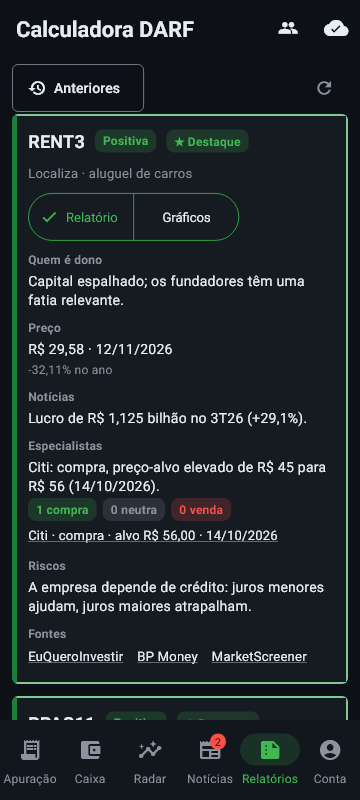 Calculadora DARF
Anteriores
RENT3 Positiva ★ Destaque
Localiza · aluguel de carros
Relatório Gráficos
Quem é dono
Capital espalhado; os fundadores têm uma
fatia relevante.
Preço
R$ 29,58 · 12/11/2026
-32,11% no ano
Notícias
Lucro de R$ 1,125 bilhão no 3T26 (+29,1%).
Especialistas
Citi: compra, preço-alvo elevado de R$ 45 para
R$ 56 (14/10/2026).
1 compra 0 neutra 0 venda
Citi · compra · alvo R$ 56,00 · 14/10/2026
Riscos
A empresa depende de crédito: juros menores
ajudam, juros maiores atrapalham.
Fontes
EuQueroInvestir BP Money MarketScreener
2
Apuração Caixa Radar Notícias Relatórios Conta